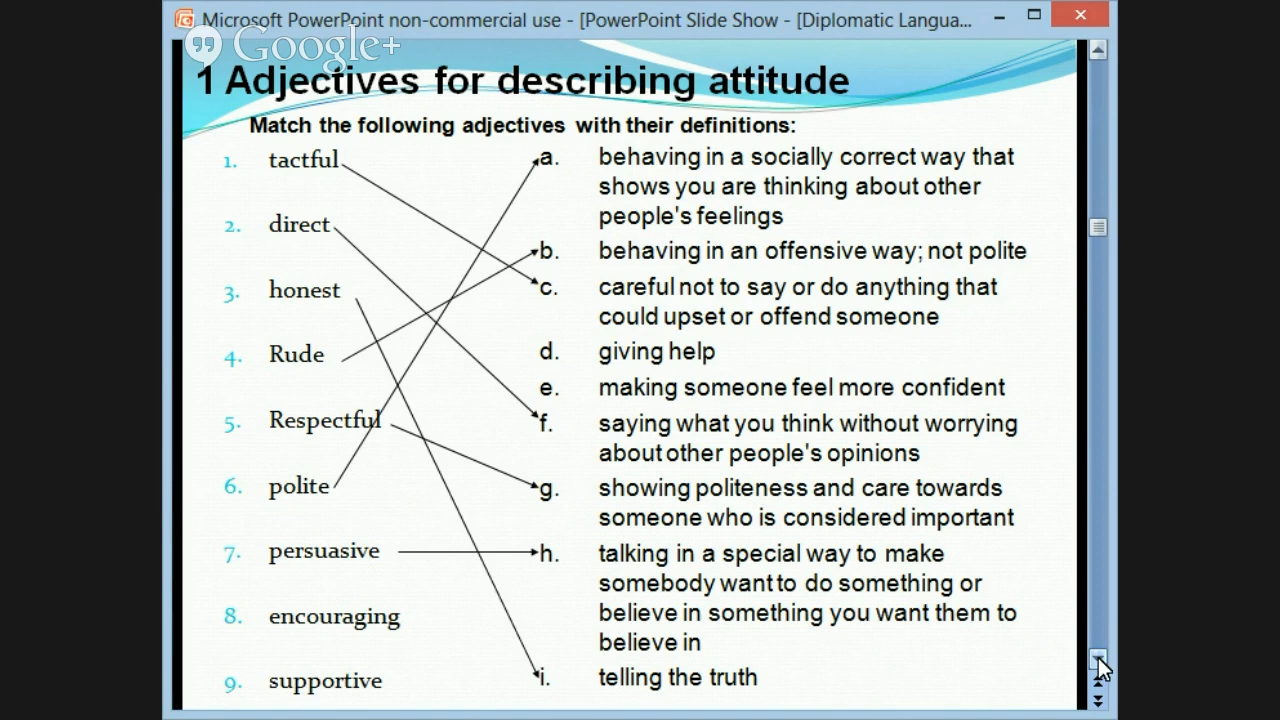 Microsoft PowerPoint non-commercial use - [PowerPoint Slide Show - [Diplomatic Langua...
Google+
1 Adjectives for describing attitude
Match the following adjectives with their definitions:
1. tactful
2. direct
3. honest
4. Rude
5. Respectful
6. polite
7. persuasive
8. encouraging
9. supportive
a. behaving in a socially correct way that
shows you are thinking about other
people's feelings
b. behaving in an offensive way; not polite
c. careful not to say or do anything that
could upset or offend someone
d. giving help
e. making someone feel more confident
f. saying what you think without worrying
about other people's opinions
g. showing politeness and care towards
someone who is considered important
h. talking in a special way to make
somebody want to do something or
believe in something you want them to
believe in
i. telling the truth